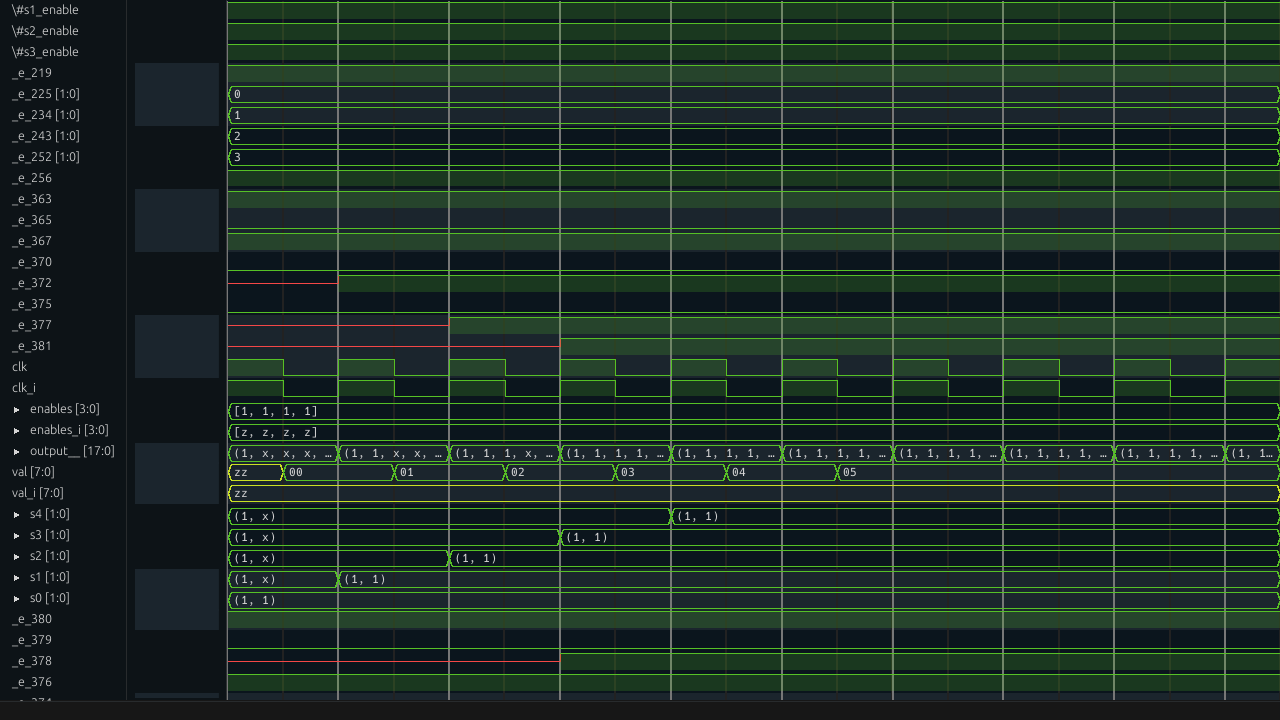 \#s1_enable
\#s2_enable
\#s3_enable
_e_219
_e_225 [1:0] 0
_e_234 [1:0] 1
_e_243 [1:0] 2
_e_252 [1:0] 3
_e_256
_e_363
_e_365
_e_367
_e_370
_e_372
_e_375
_e_377
_e_381
clk
clk_i
enables [3:0] [1, 1, 1, 1]
enables_i [3:0] [z, z, z, z]
output__ [17:0] (1, x, x, x, … (1, 1, x, x, … (1, 1, 1, x, … (1, 1, 1, 1, … (1, 1, 1, 1, … (1, 1, 1, 1, … (1, 1, 1, 1, … (1, 1, 1, 1, … (1, 1, 1, 1, … (1, 1…
val [7:0] zz 00 01 02 03 04 05
val_i [7:0] zz
s4 [1:0] (1, x) (1, 1)
s3 [1:0] (1, x) (1, 1)
s2 [1:0] (1, x) (1, 1)
s1 [1:0] (1, x) (1, 1)
s0 [1:0] (1, 1)
_e_380
_e_379
_e_378
_e_376